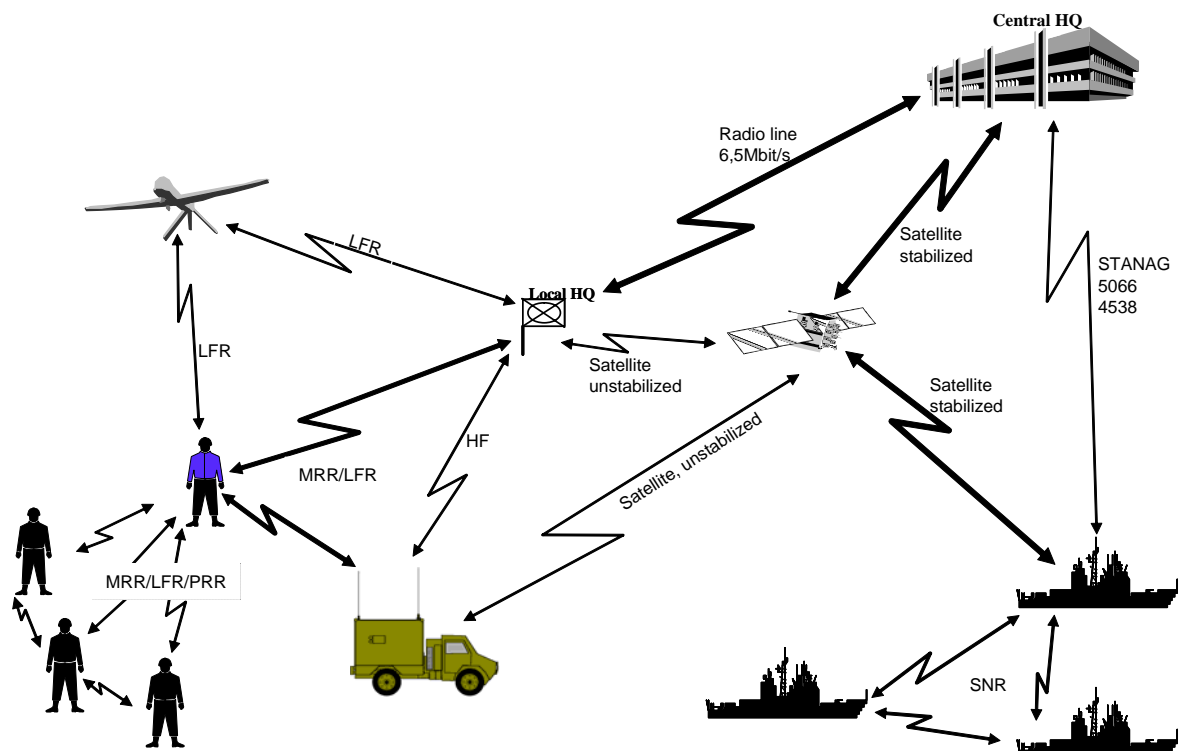 Central HQ
Radio line
6,5Mbit/s
LFR
Satellite
stabilized
STANAG
5066
4538
Local HQ
LFR
Satellite
unstabilized
Satellite
stabilized
HF
Satellite, unstabilized
MRR/LFR
MRR/LFR/PRR
SNR